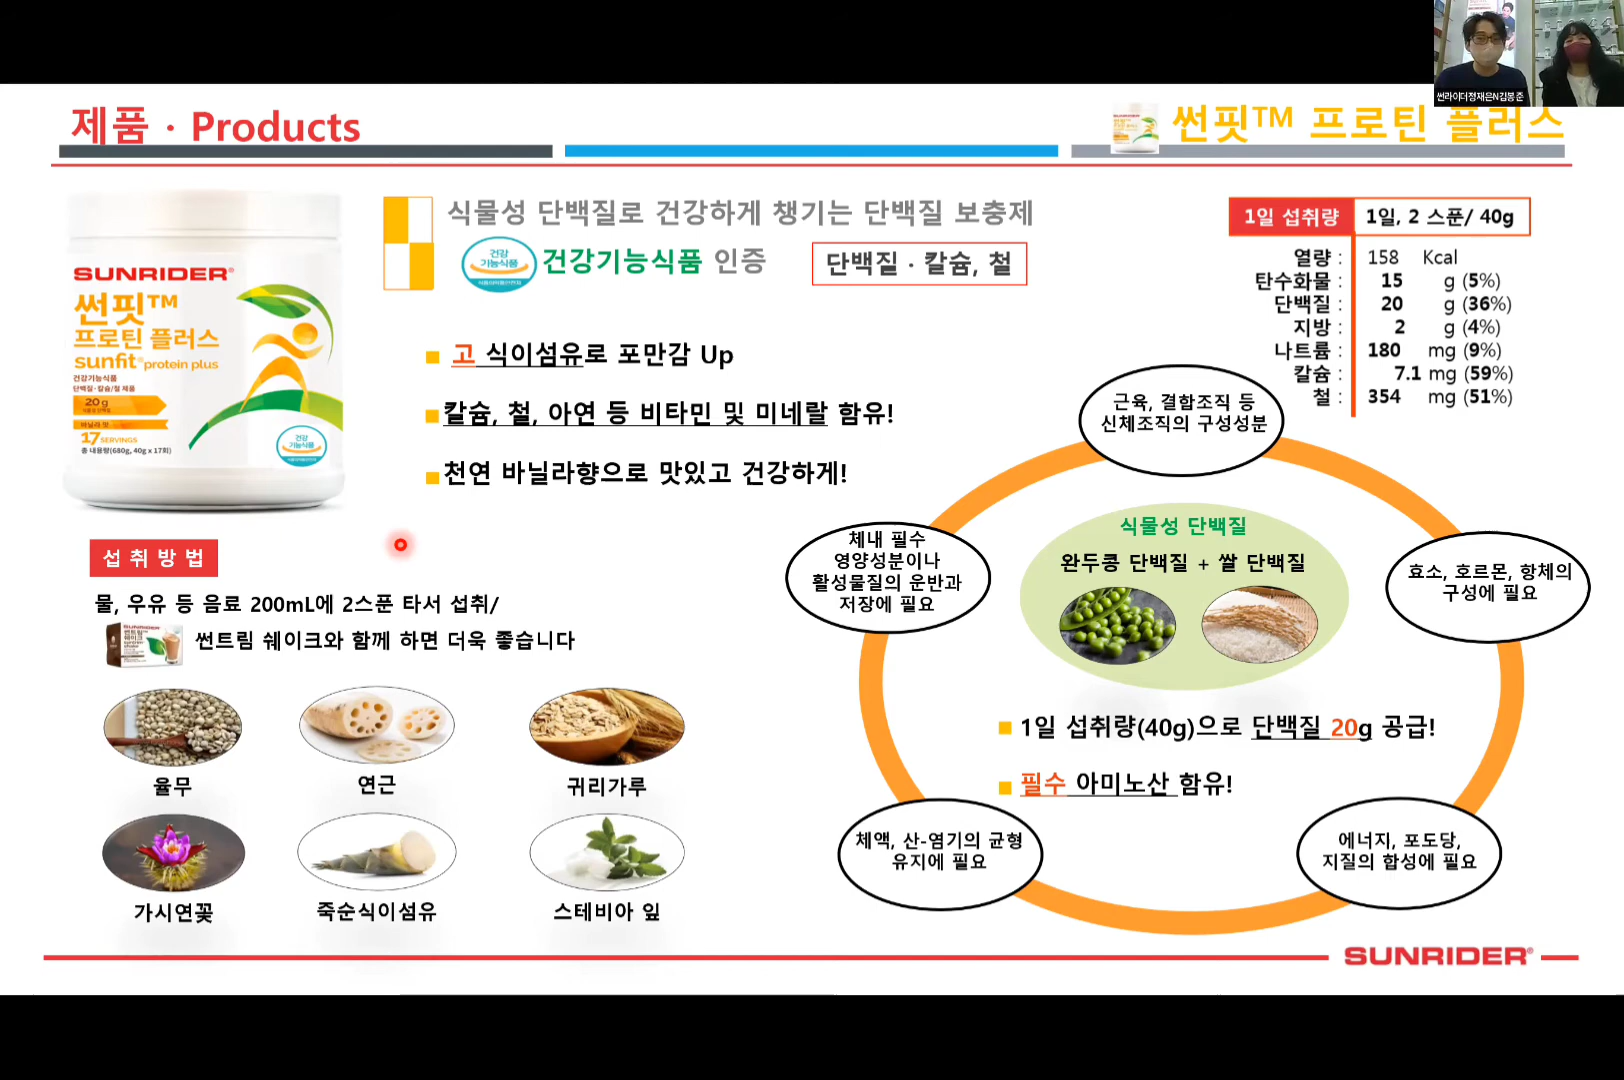 썬라이더정재은N김봉준
제품 · Products
썬핏™ 프로틴 플러스
SUNRIDER®
썬핏™
프로틴 플러스
sunfit® protein plus
건강기능식품
단백질·칼슘/철 제품
20 g
식물성 단백질
바닐라 맛
17 SERVINGS
총 내용량(680g, 40g x 17회)
건강
기능식품
식물성 단백질로 건강하게 챙기는 단백질 보충제
건강
기능식품
식품의약품안전처
건강기능식품 인증
단백질 · 칼슘, 철
고 식이섬유로 포만감 Up
칼슘, 철, 아연 등 비타민 및 미네랄 함유!
천연 바닐라향으로 맛있고 건강하게!
1일 섭취량 1일, 2 스푼/ 40g
열량 : 158 Kcal
탄수화물 : 15 g (5%)
단백질 : 20 g (36%)
지방 : 2 g (4%)
나트륨 : 180 mg (9%)
칼슘 : 7.1 mg (59%)
철 : 354 mg (51%)
섭 취 방 법
물, 우유 등 음료 200mL에 2스푼 타서 섭취/
썬트림 쉐이크와 함께 하면 더욱 좋습니다
율무
연근
귀리가루
가시연꽃
죽순식이섬유
스테비아 잎
근육, 결합조직 등
신체조직의 구성성분
체내 필수
영양성분이나
활성물질의 운반과
저장에 필요
효소, 호르몬, 항체의
구성에 필요
식물성 단백질
완두콩 단백질 + 쌀 단백질
1일 섭취량(40g)으로 단백질 20g 공급!
필수 아미노산 함유!
체액, 산-염기의 균형
유지에 필요
에너지, 포도당,
지질의 합성에 필요
SUNRIDER®